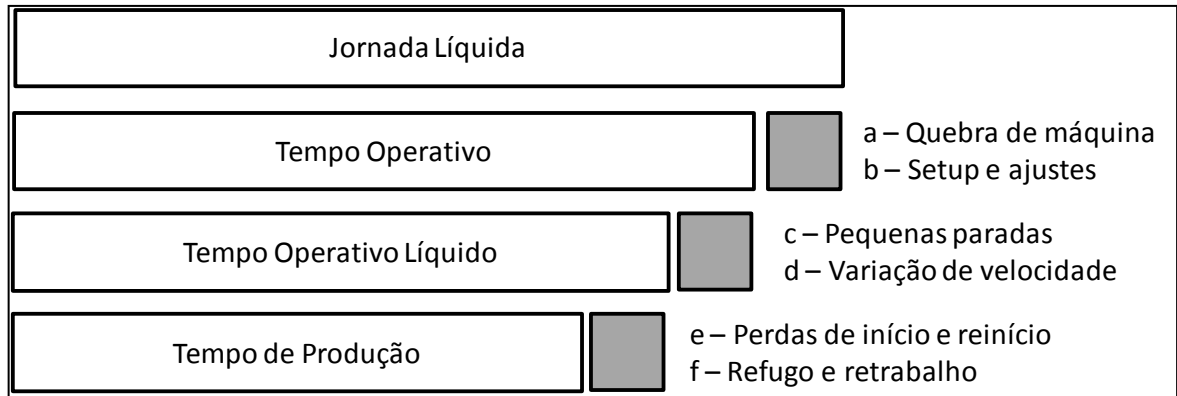 Jornada Líquida
Tempo Operativo
a – Quebra de máquina
b – Setup e ajustes
Tempo Operativo Líquido
c – Pequenas paradas
d – Variação de velocidade
Tempo de Produção
e – Perdas de início e reinício
f – Refugo e retrabalho